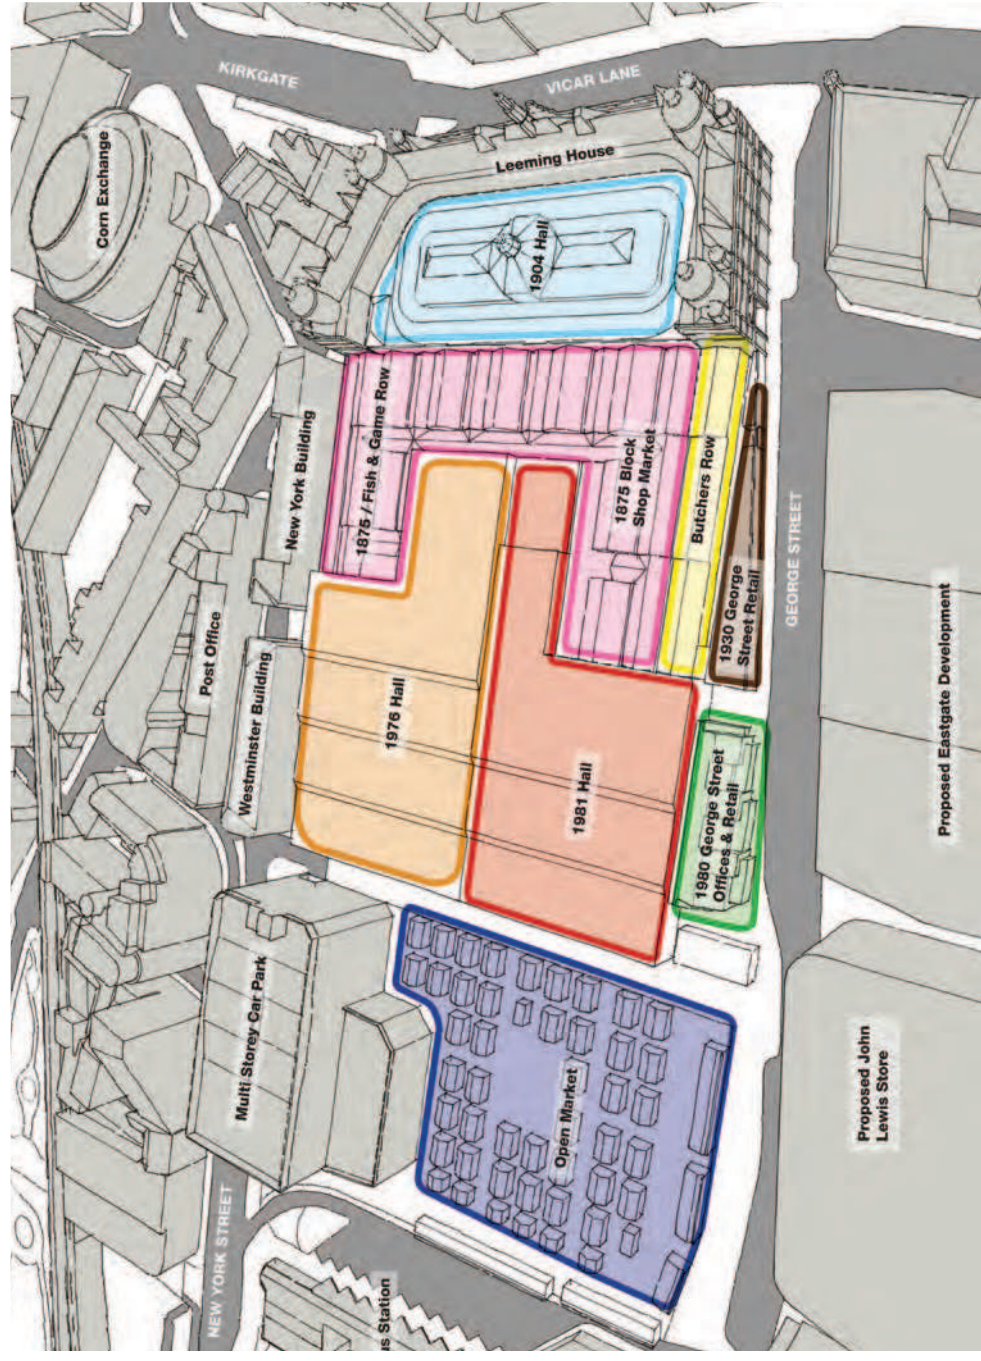 KIRKGATE
VICAR LANE
Corn Exchange
Leeming House
1904 Hall
New York Building
1875 / Fish & Game Row
1875 Block
Shop Market
Butchers Row
1930 George
Street Retail
GEORGE STREET
Post Office
Westminster Building
1976 Hall
1981 Hall
1980 George Street
Offices & Retail
Proposed Eastgate Development
Multi Storey Car Park
Open Market
Proposed John
Lewis Store
NEW YORK STREET
us Station